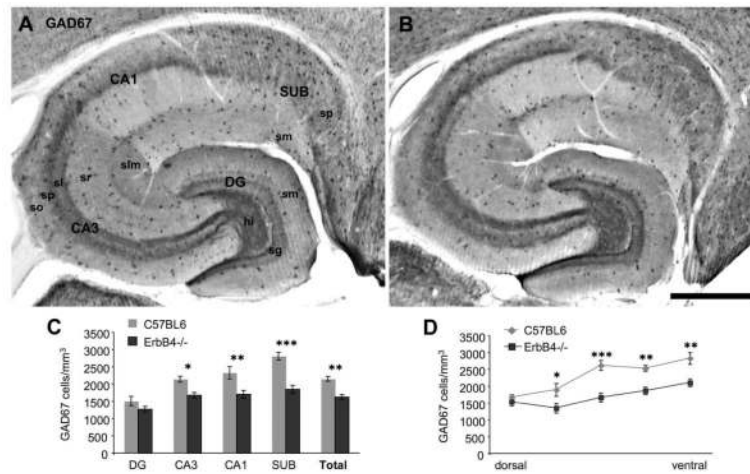 A
GAD67
CA1
SUB
sp
sm
slm
sr
sl
sp
so
CA3
DG
sm
hi
sg
B
C
C57BL6
ErbB4-/-
GAD67 cells/mm³
3000
2500
2000
1500
1000
500
0
*
**
***
**
DG CA3 CA1 SUB Total
D
C57BL6
ErbB4-/-
GAD67 cells/mm³
3500
3000
2500
2000
1500
1000
500
0
*
***
**
**
dorsal ventral